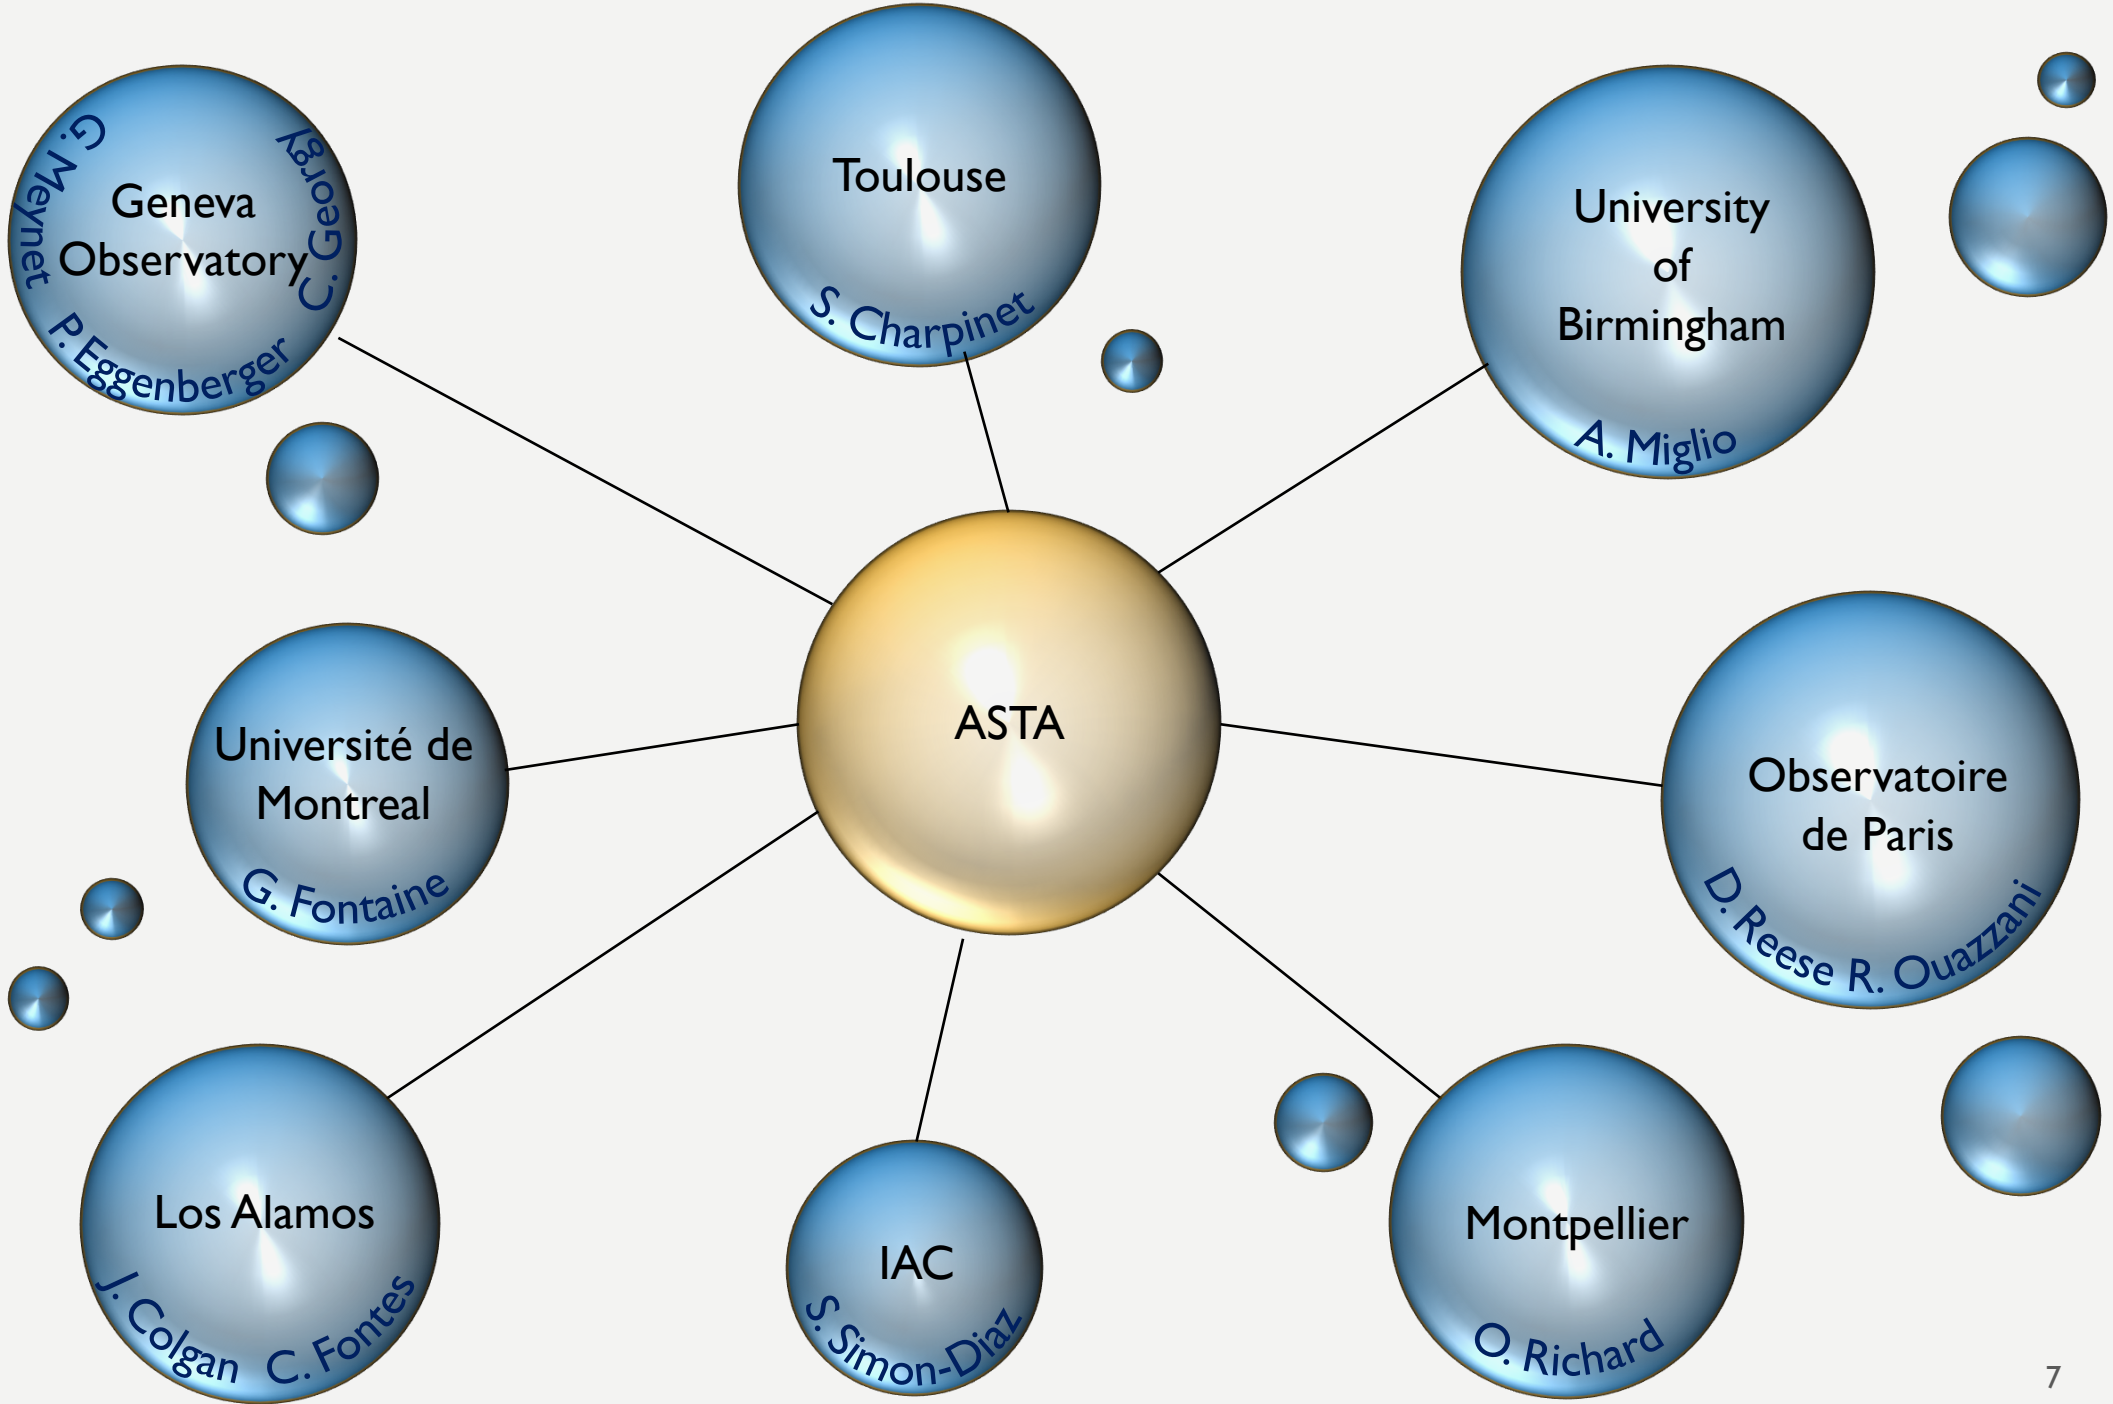 G. Meynet
Geneva
Observatory
C. Georgy
P. Eggenberger
Toulouse
S. Charpinet
University
of
Birmingham
A. Miglio
ASTA
Université de
Montreal
G. Fontaine
Observatoire
de Paris
D. Reese R. Ouazzani
Los Alamos
J. Colgan C. Fontes
IAC
S. Simon-Diaz
Montpellier
O. Richard
7